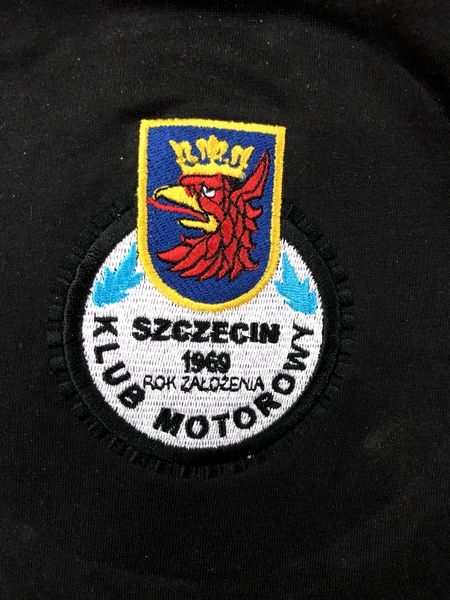 SZCZECIN
1969
ROK ZAŁOŻENIA
KLUB MOTOROWY